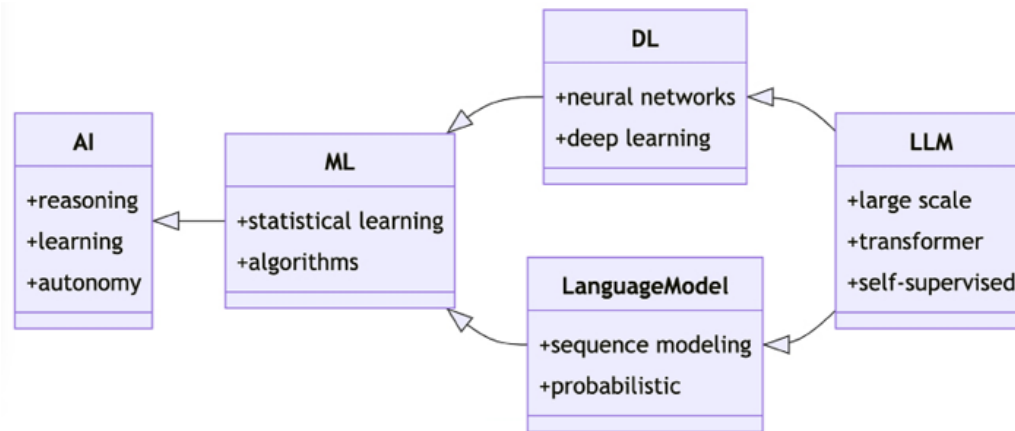 AI
+reasoning
+learning
+autonomy
ML
+statistical learning
+algorithms
DL
+neural networks
+deep learning
LanguageModel
+sequence modeling
+probabilistic
LLM
+large scale
+transformer
+self-supervised